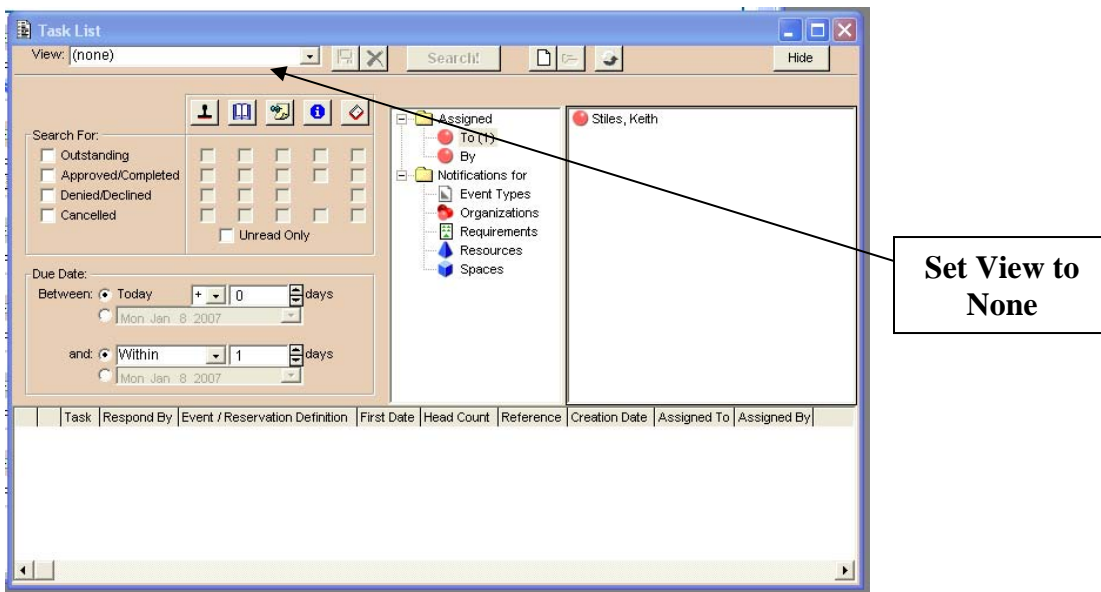 Task List
View: (none)
Search!
Hide
Search For:
Outstanding
Approved/Completed
Denied/Declined
Cancelled
Unread Only
Due Date:
Between: Today + 0 days
Mon Jan 8 2007
and: Within 1 days
Mon Jan 8 2007
Assigned
To (1)
By
Notifications for
Event Types
Organizations
Requirements
Resources
Spaces
Stiles, Keith
Set View to
None
Task Respond By Event / Reservation Definition First Date Head Count Reference Creation Date Assigned To Assigned By